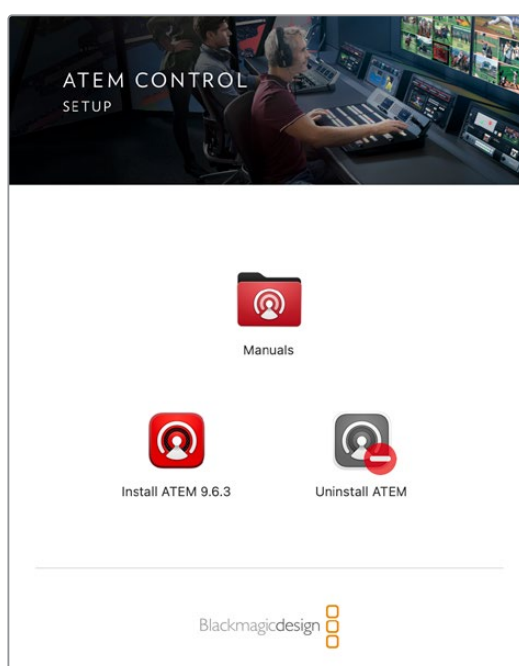 ATEM CONTROL
SETUP
Manuals
Install ATEM 9.6.3
Uninstall ATEM
Blackmagicdesign